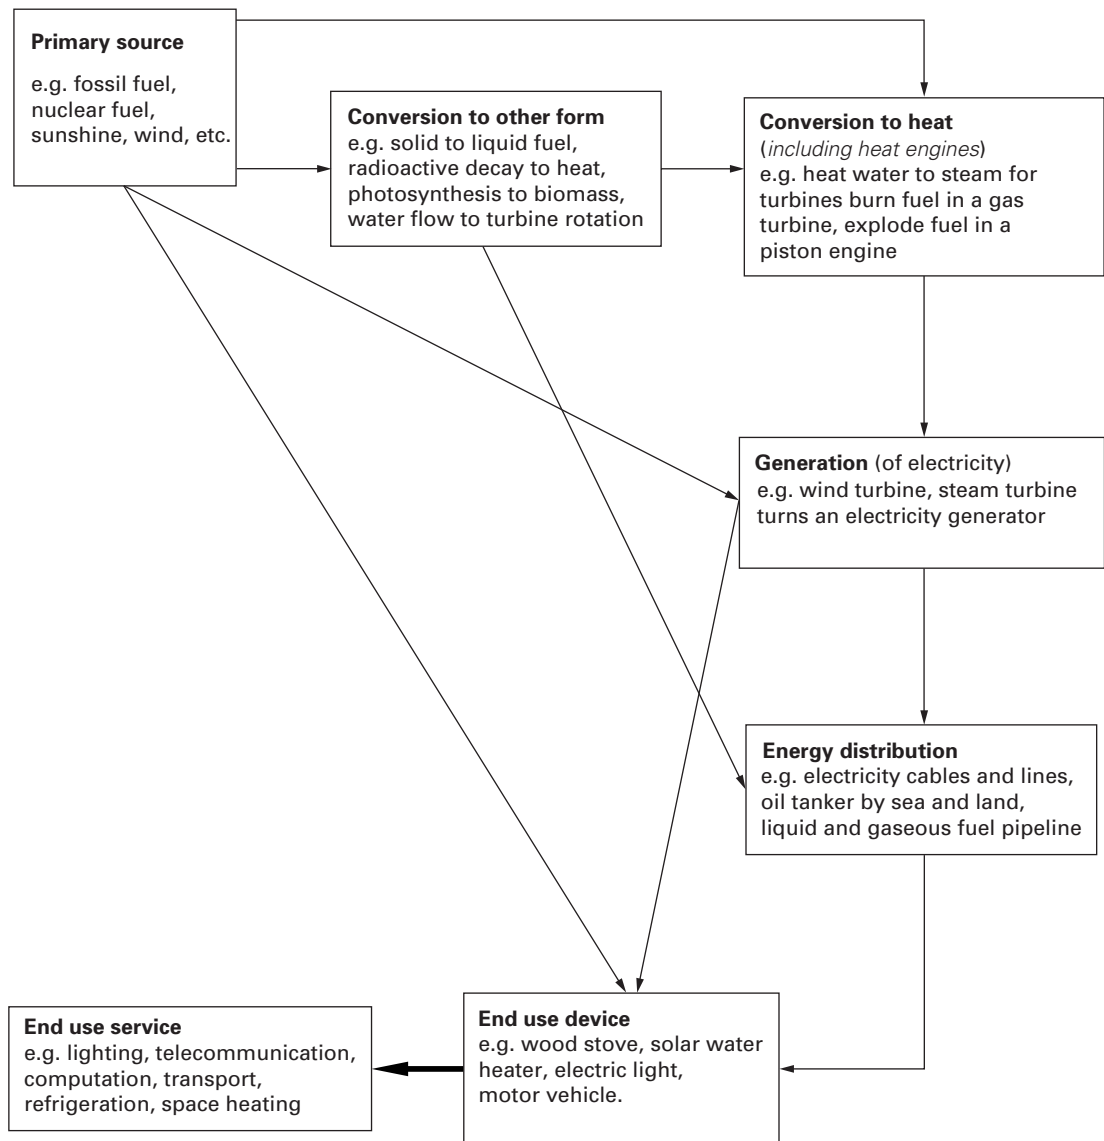 Primary source
e.g. fossil fuel,
nuclear fuel,
sunshine, wind, etc.
Conversion to other form
e.g. solid to liquid fuel,
radioactive decay to heat,
photosynthesis to biomass,
water flow to turbine rotation
Conversion to heat
(including heat engines)
e.g. heat water to steam for
turbines burn fuel in a gas
turbine, explode fuel in a
piston engine
Generation (of electricity)
e.g. wind turbine, steam turbine
turns an electricity generator
Energy distribution
e.g. electricity cables and lines,
oil tanker by sea and land,
liquid and gaseous fuel pipeline
End use device
e.g. wood stove, solar water
heater, electric light,
motor vehicle.
End use service
e.g. lighting, telecommunication,
computation, transport,
refrigeration, space heating